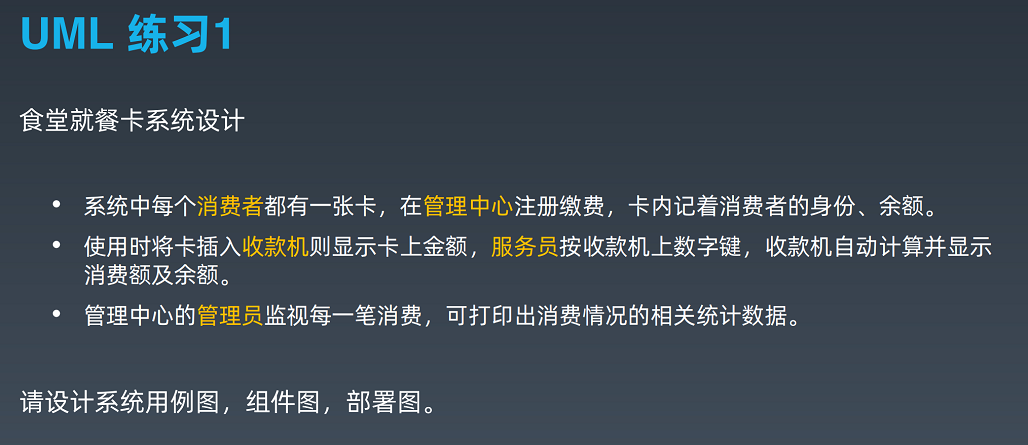 UML 练习1
食堂就餐卡系统设计
• 系统中每个消费者都有一张卡，在管理中心注册缴费，卡内记着消费者的身份、余额。
• 使用时将卡插入收款机则显示卡上金额，服务员按收款机上数字键，收款机自动计算并显示
消费额及余额。
• 管理中心的管理员监视每一笔消费，可打印出消费情况的相关统计数据。
请设计系统用例图，组件图，部署图。